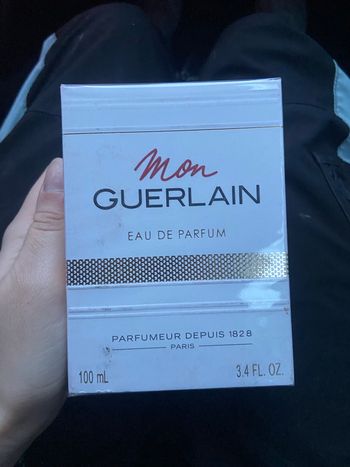 Mon
GUERLAIN
EAU DE PARFUM
PARFUMEUR DEPUIS 1828
PARIS
100 mL 3.4 FL. OZ.